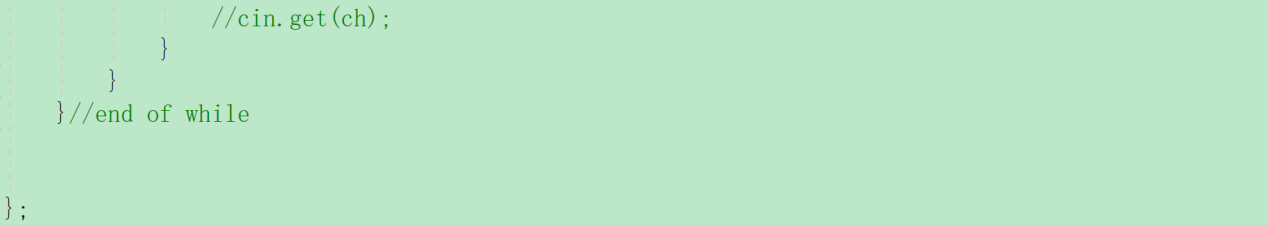 //cin.get(ch);
}
}
}//end of while
};